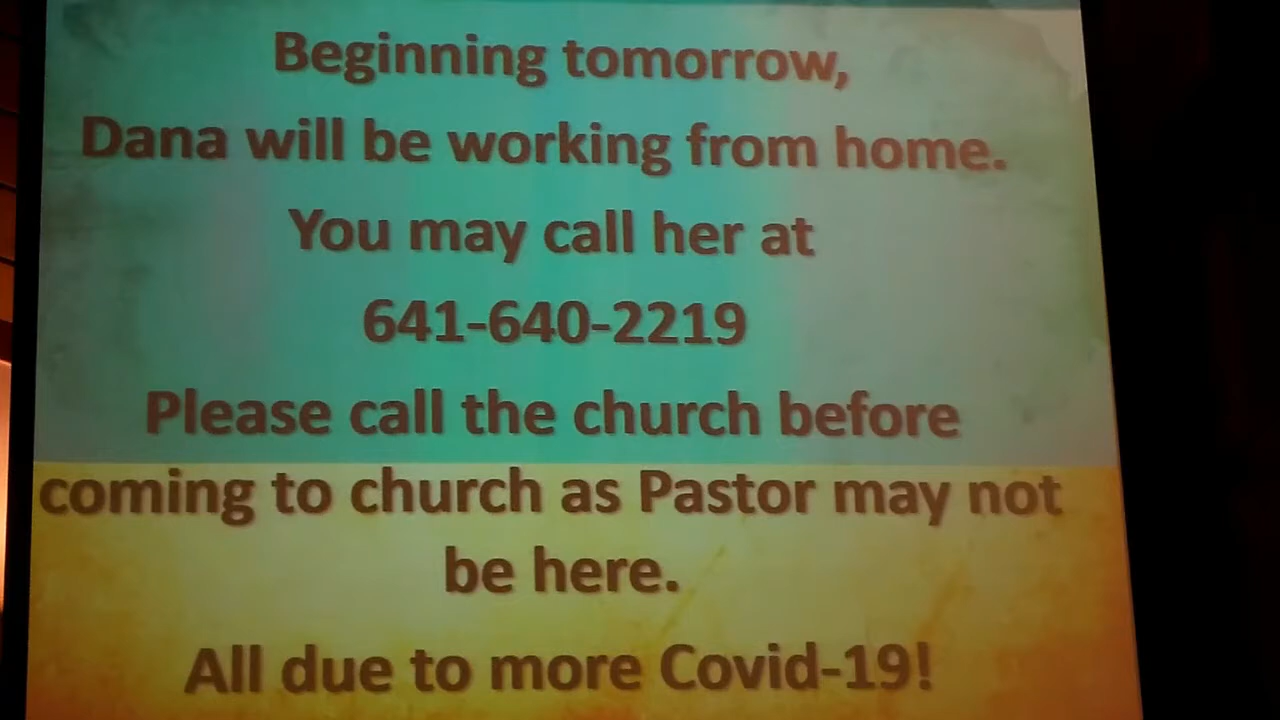 Beginning tomorrow,
Dana will be working from home.
You may call her at
641-640-2219
Please call the church before
coming to church as Pastor may not
be here.
All due to more Covid-19!